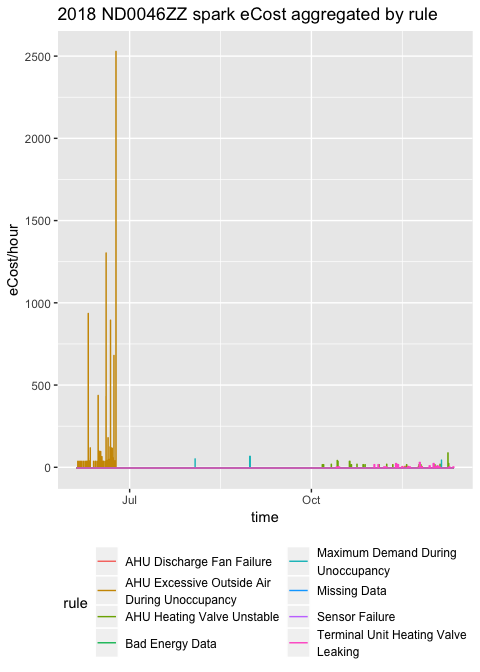 2018 ND0046ZZ spark eCost aggregated by rule
2500
2000
1500
1000
500
0
eCost/hour
Jul
Oct
time
rule
AHU Discharge Fan Failure
AHU Excessive Outside Air
During Unoccupancy
AHU Heating Valve Unstable
Bad Energy Data
Maximum Demand During
Unoccupancy
Missing Data
Sensor Failure
Terminal Unit Heating Valve
Leaking